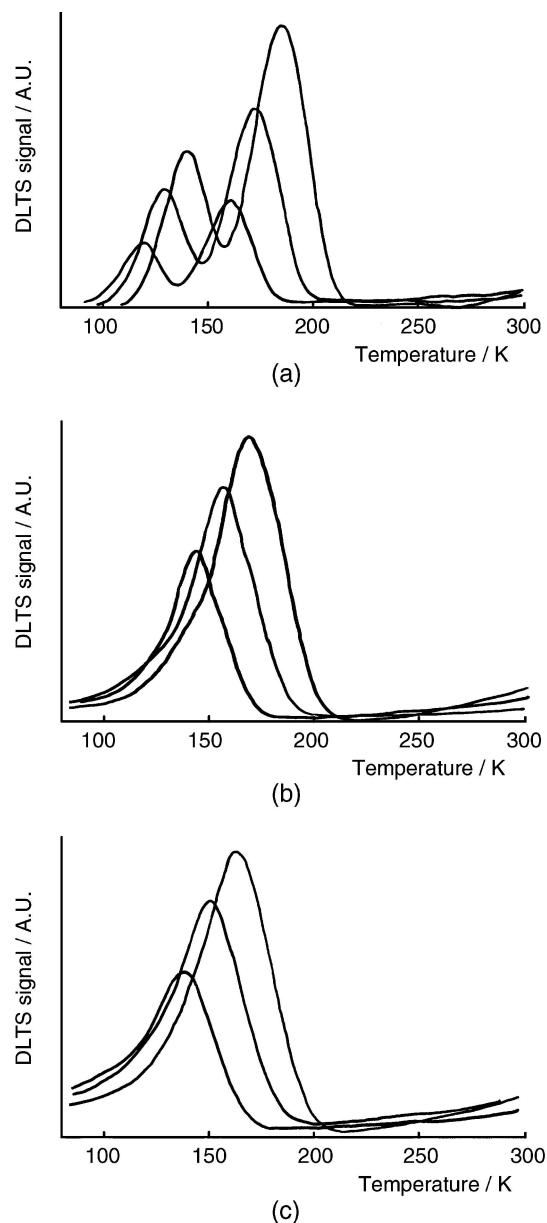 DLTS signal / A.U.
100 150 200 250 300
Temperature / K
(a)
DLTS signal / A.U.
100 150 200 250 300
Temperature / K
(b)
DLTS signal / A.U.
100 150 200 250 300
Temperature / K
(c)